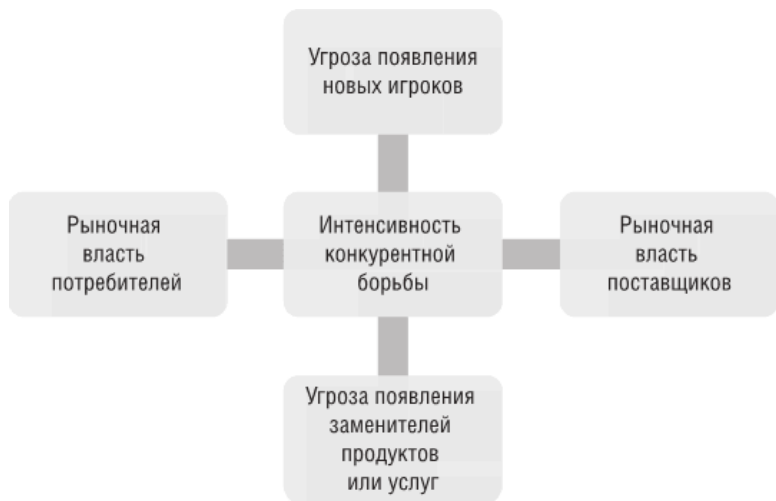 Угроза появления
новых игроков
Рыночная
власть
потребителей
Интенсивность
конкурентной
борьбы
Рыночная
власть
поставщиков
Угроза появления
заменителей
продуктов
или услуг